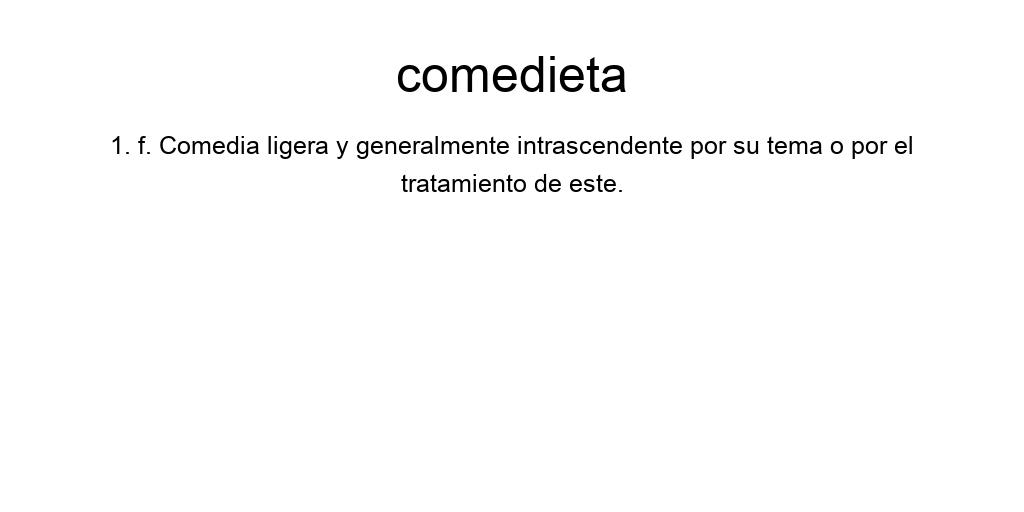 comedieta
1. f. Comedia ligera y generalmente intrascendente por su tema o por el
tratamiento de este.